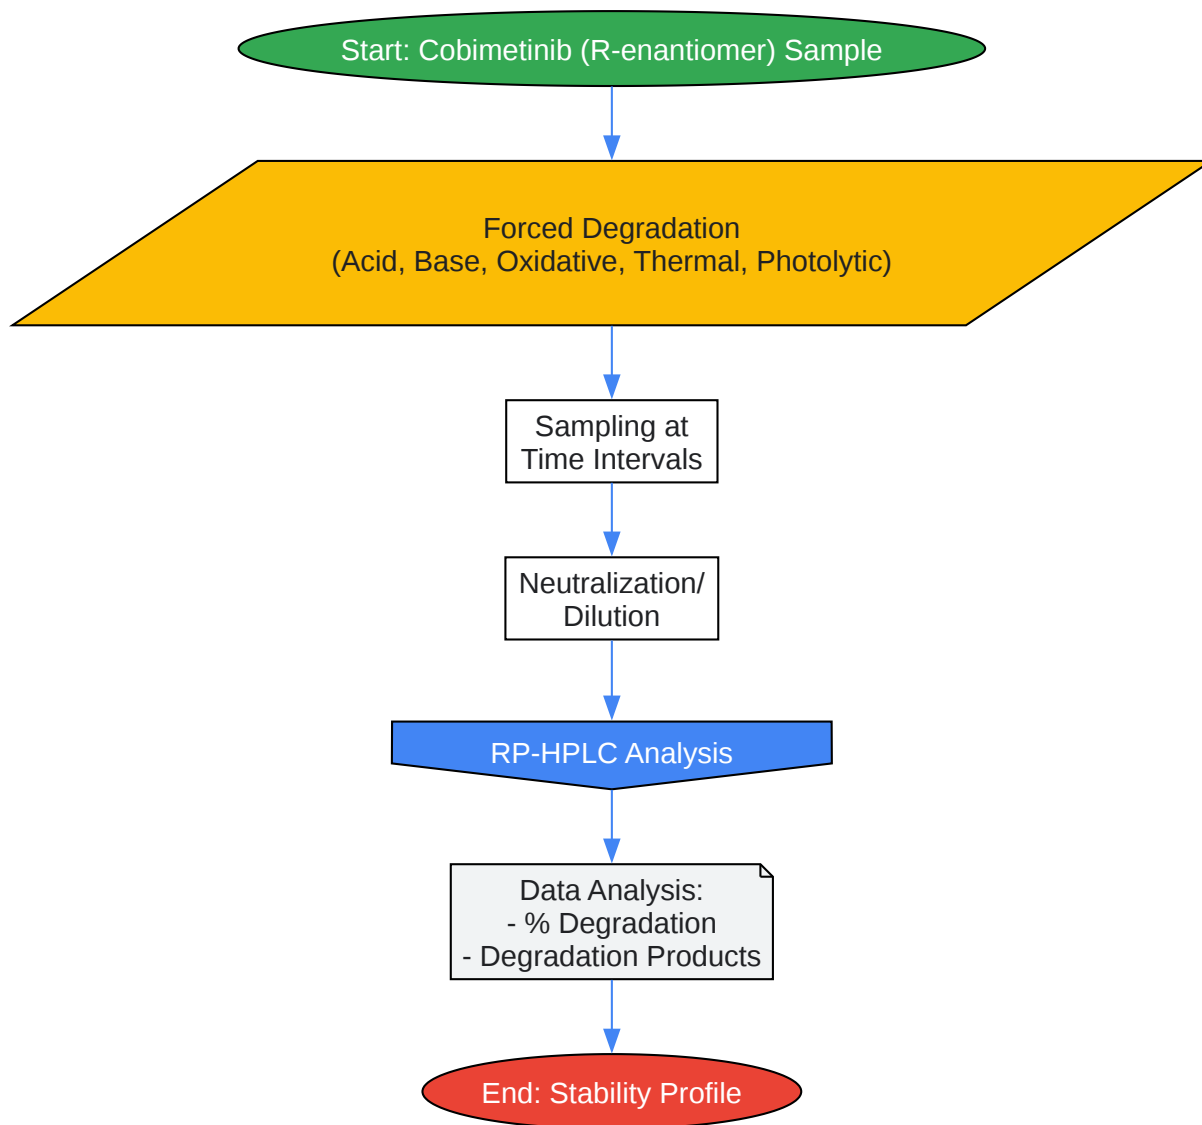 Start: Cobimetinib (R-enantiomer) Sample
Forced Degradation
(Acid, Base, Oxidative, Thermal, Photolytic)
Sampling at
Time Intervals
Neutralization/
Dilution
RP-HPLC Analysis
Data Analysis:
- % Degradation
- Degradation Products
End: Stability Profile